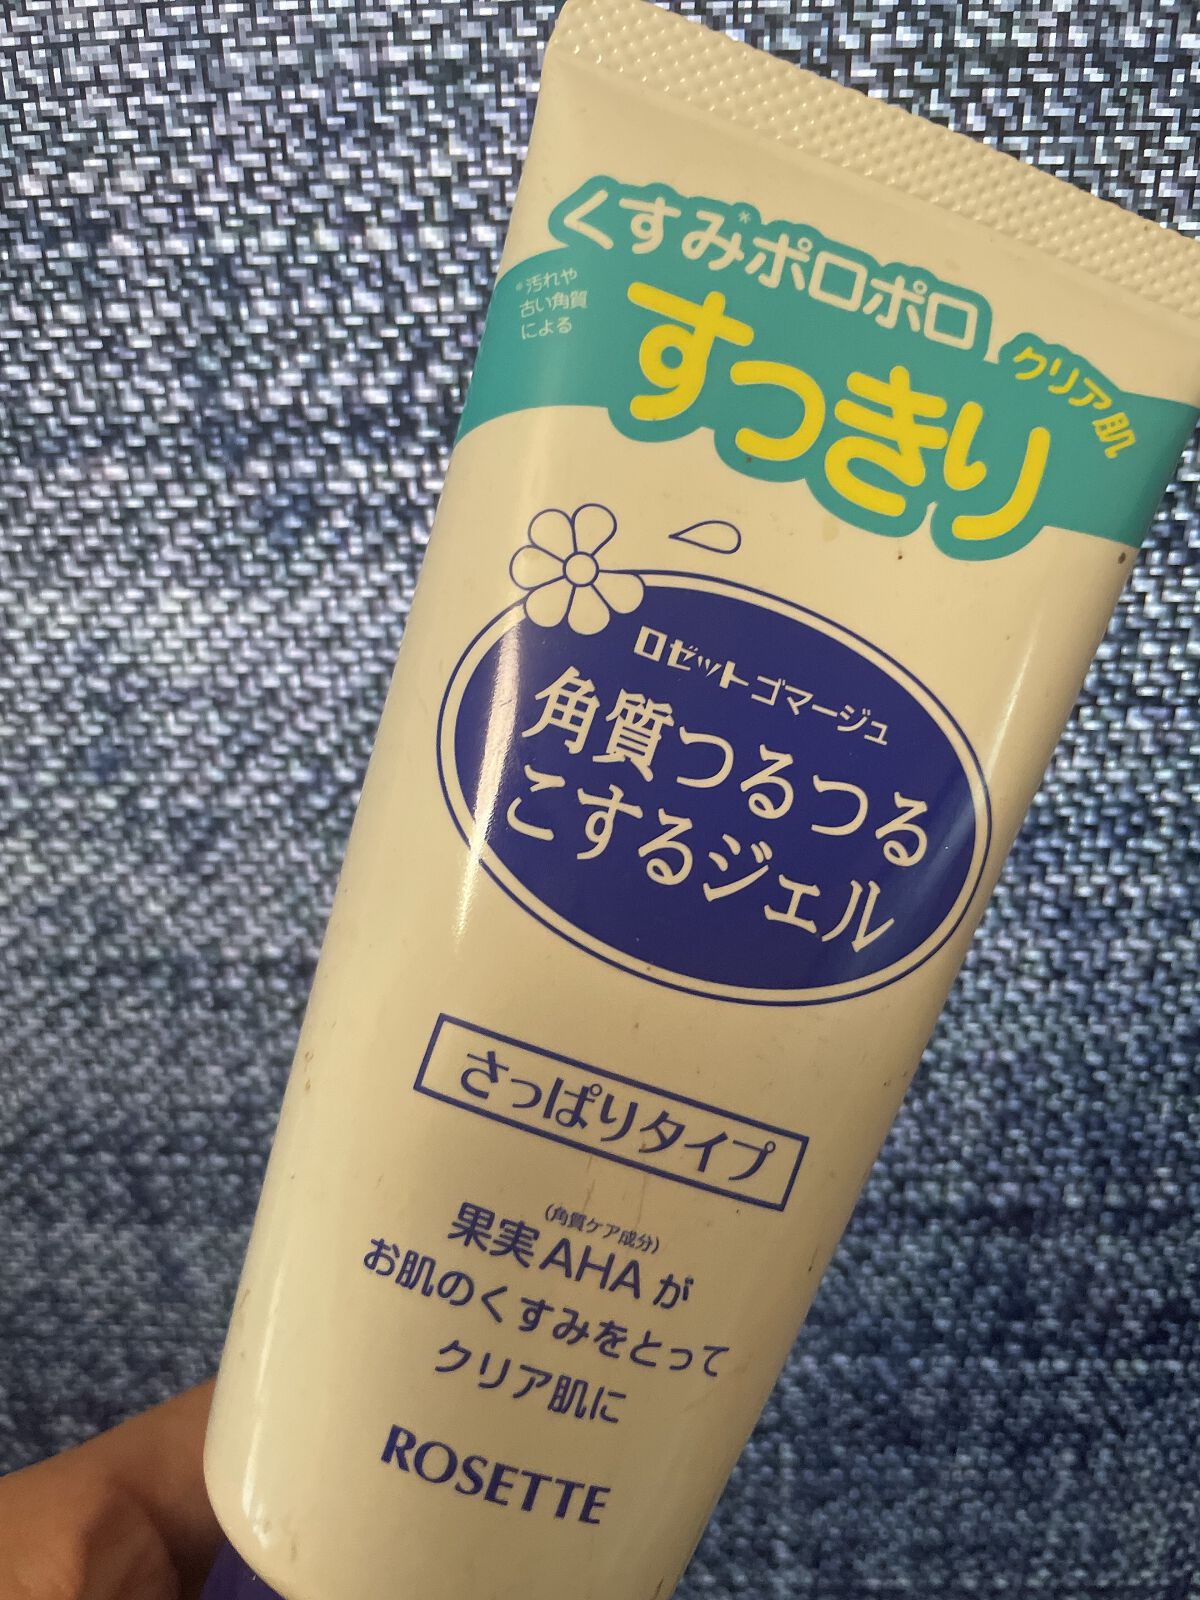 くすみ*ポロポロ
*汚れや
古い角質
による
すっきり
クリア肌
ロゼットゴマージュ
角質つるつる
こするジェル
さっぱりタイプ
(角質ケア成分)
果実AHAが
お肌のくすみをとって
クリア肌に
ROSETTE